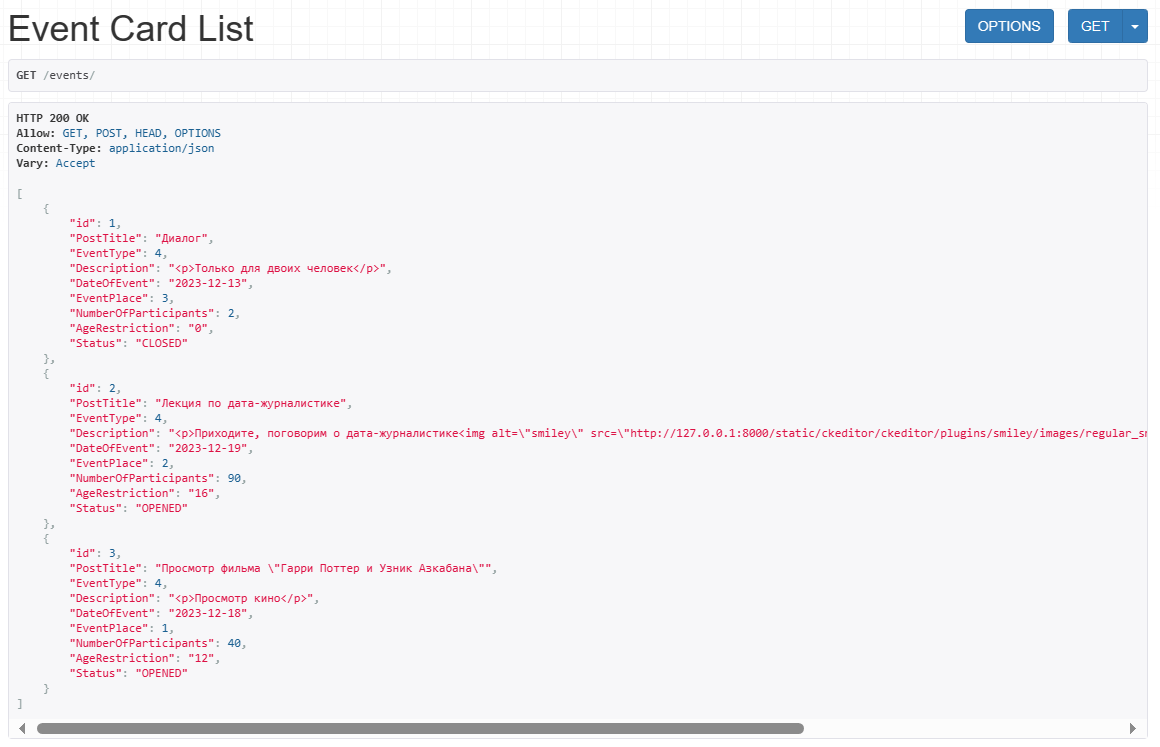 Event Card List
OPTIONS
GET
GET /events/
HTTP 200 OK
Allow: GET, POST, HEAD, OPTIONS
Content-Type: application/json
Vary: Accept
[
{
"id": 1,
"PostTitle": "Диалог",
"EventType": 4,
"Description": "<p>Только для двоих человек</p>",
"DateOfEvent": "2023-12-13",
"EventPlace": 3,
"NumberOfParticipants": 2,
"AgeRestriction": "0",
"Status": "CLOSED"
},
{
"id": 2,
"PostTitle": "Лекция по дата-журналистике",
"EventType": 4,
"Description": "<p>Приходите, поговорим о дата-журналистике<img alt=\"smiley\" src=\"http://127.0.0.1:8000/static/ckeditor/ckeditor/plugins/smiley/images/regular_
"DateOfEvent": "2023-12-19",
"EventPlace": 2,
"NumberOfParticipants": 90,
"AgeRestriction": "16",
"Status": "OPENED"
},
{
"id": 3,
"PostTitle": "Просмотр фильма \"Гарри Поттер и Узник Азкабана\"",
"EventType": 4,
"Description": "<p>Просмотр кино</p>",
"DateOfEvent": "2023-12-18",
"EventPlace": 1,
"NumberOfParticipants": 40,
"AgeRestriction": "12",
"Status": "OPENED"
}
]